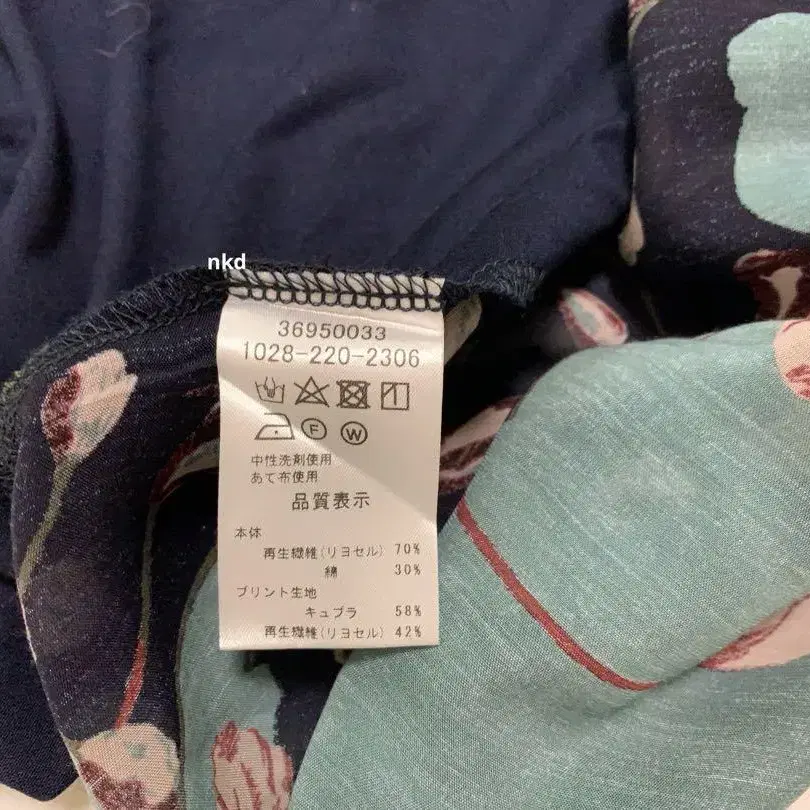 nkd
36950033
1028-220-2306
F W
中性洗剤使用
あて布使用
品質表示
本体
再生繊維(リヨセル) 70%
綿 30%
プリント生地
キュプラ 58%
再生繊維(リヨセル) 42%